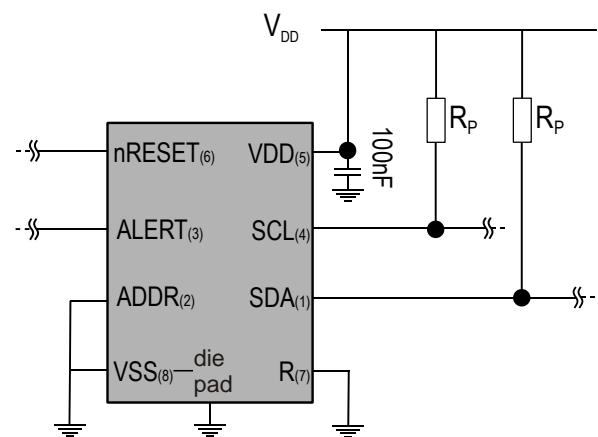 VDD
RP
RP
nRESET(6)
VDD(5)
100nF
ALERT(3)
SCL(4)
ADDR(2)
SDA(1)
VSS(8)
die
pad
R(7)